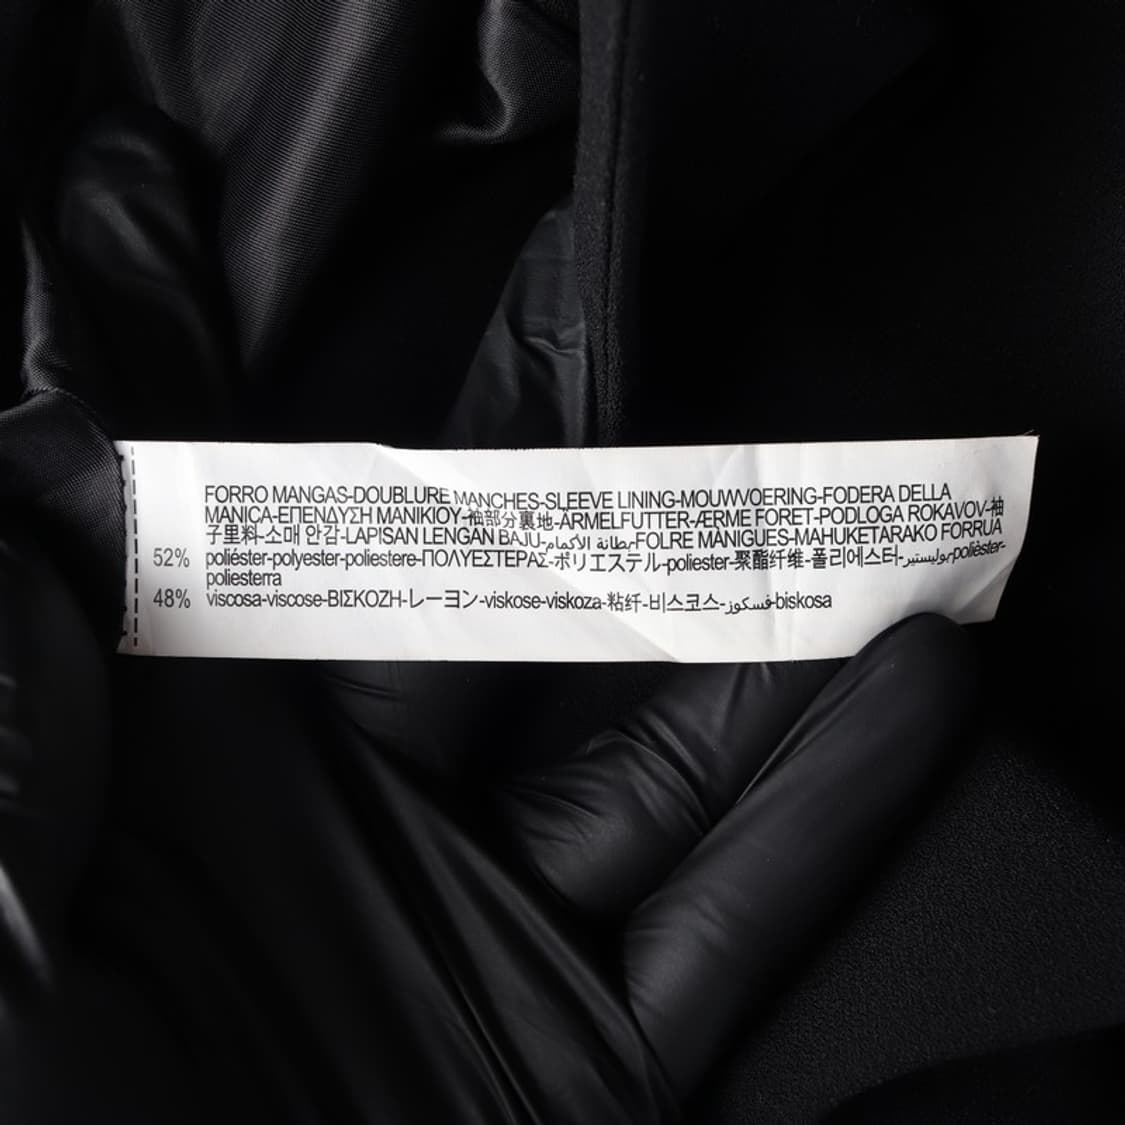 FORRO MANGAS-DOUBLURE MANCHES-SLEEVE LINING-MOUWVOERING-FODERA DELLA
MANICA-ΕΠΕΝΔΥΣΗ ΜΑΝΙΚΙΟΥ-袖部分裏地-ÄRMELFUTTER-ÆRME FORET-PODLOGA ROKAVOV-袖
子里料-소매 안감-LAPISAN LENGAN BAJU-بطانة الأكمام-FOLRE MÀNIGUES-MAHUKETARAKO FORRUA
52% poliéster-polyester-poliestere-ΠΟΛΥΕΣΤΕΡΑΣ-ポリエステル-poliester-聚酯纤维-폴리에스터-بوليستير-polièster-
poliesterra
48% viscosa-viscose-ΒΙΣΚΟΖΗ-レーヨン-viskose-viskoza-粘纤-비스코스-فسكوز-biskosa